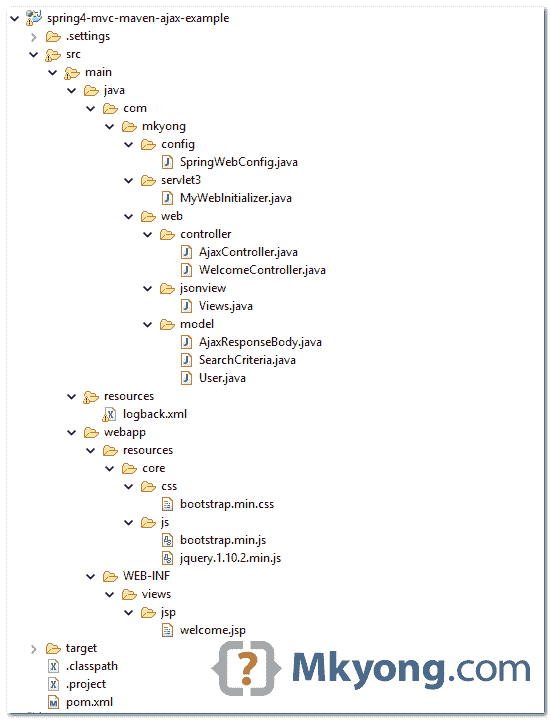 spring4-mvc-maven-ajax-example
.settings
src
main
java
com
mkyong
config
SpringWebConfig.java
servlet3
MyWebInitializer.java
web
controller
AjaxController.java
WelcomeController.java
jsonview
Views.java
model
AjaxResponseBody.java
SearchCriteria.java
User.java
resources
logback.xml
webapp
resources
core
css
bootstrap.min.css
js
bootstrap.min.js
jquery.1.10.2.min.js
WEB-INF
views
jsp
welcome.jsp
target
.classpath
.project
pom.xml
{?} Mkyong.com